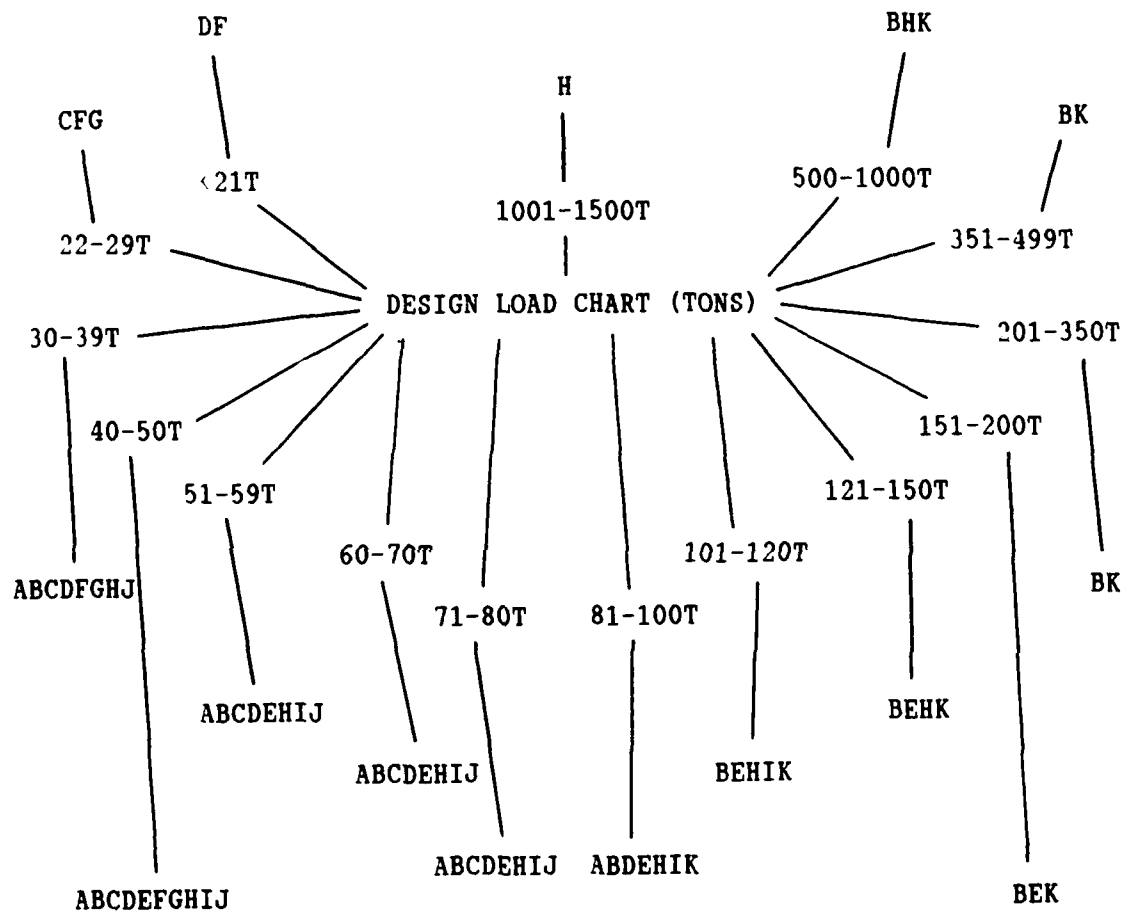 DF
BHK
H
CFG
BK
<21T
500-1000T
1001-1500T
22-29T
351-499T
DESIGN LOAD CHART (TONS)
30-39T
201-350T
40-50T
151-200T
51-59T
121-150T
60-70T
101-120T
ABCDFGHJ
BK
71-80T
81-100T
ABCDEHIJ
BEHK
ABCDEHIJ
BEHIK
ABCDEHIJ
ABDEHIK
ABCDEFGHIJ
BEK